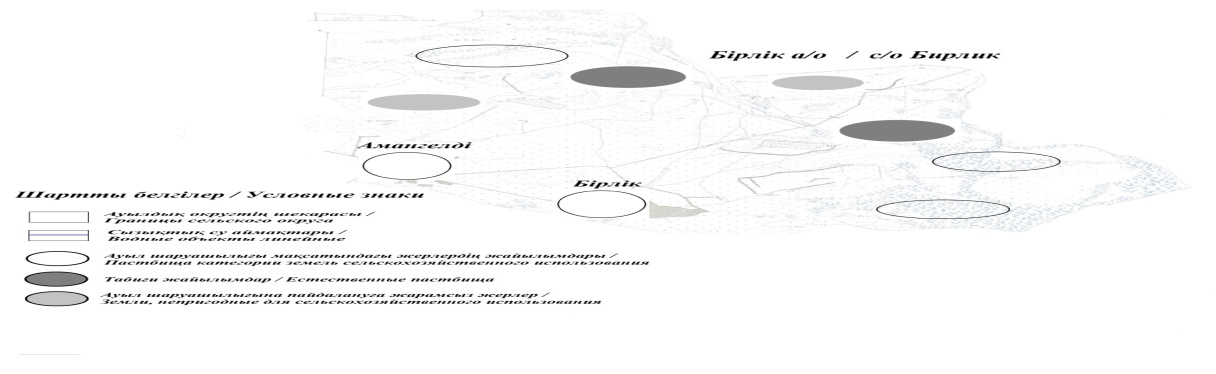 Бірлік а/о / с/о Бирлик
Амангелді
Бірлік
Шартты белгілер / Условные знаки
Ауылдық округтің шекарасы /
Границы сельского округа
Сызықтық су аймақтары /
Водные объекты линейные
Ауыл шаруашылығы мақсатындағы жерлердің жайылымдары /
Пастбища категории земель сельскохозяйственного использования
Табиғи жайылымдар / Естественные пастбища
Ауыл шаруашылығына пайдалануға жарамсыз жерлер /
Земли, непригодные для сельскохозяйственного использования